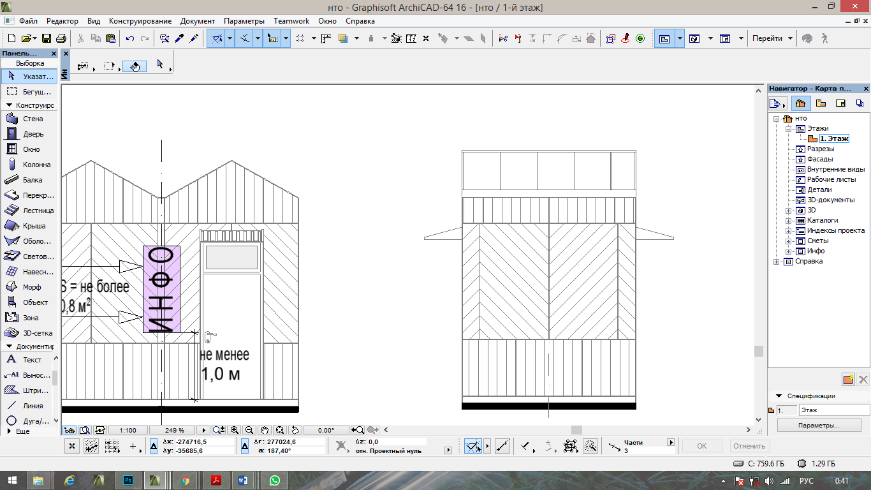 нто - Graphisoft ArchiCAD-64 16 - [нто / 1-й этаж]
Файл Редактор Вид Конструирование Документ Параметры Teamwork Окно Справка
Перейти
Панель...
Выборка
Указат...
Бегущ...
Конструирс
Стена
Дверь
Окно
Колонна
Балка
Перекр...
Лестница
Крыша
Оболо...
Светов...
Навесн...
Морф
Объект
Зона
3D-сетка
Документир
Текст
Вынос...
Штри...
Линия
Дуга/...
Еще
Ин
ИНФО
S = не более
0,8 м²
не менее
1,0 м
1:100
249 %
0.00°
Навигатор - Карта п...
нто
Этажи
1. Этаж
Разрезы
Фасады
Внутренние виды
Рабочие листы
Детали
3D-документы
3D
Каталоги
Индексы проекта
Сметы
Инфо
Справка
Спецификации
1.
Этаж
Параметры...
Δx: -274716,5
Δy: -35685,6
Δr: 277024,6
α: 187,40°
Δz: 0,0
отн. Проектный нуль
Части
3
OK
Отменить
C: 759.6 ГБ
1.29 ГБ
РУС
0:41